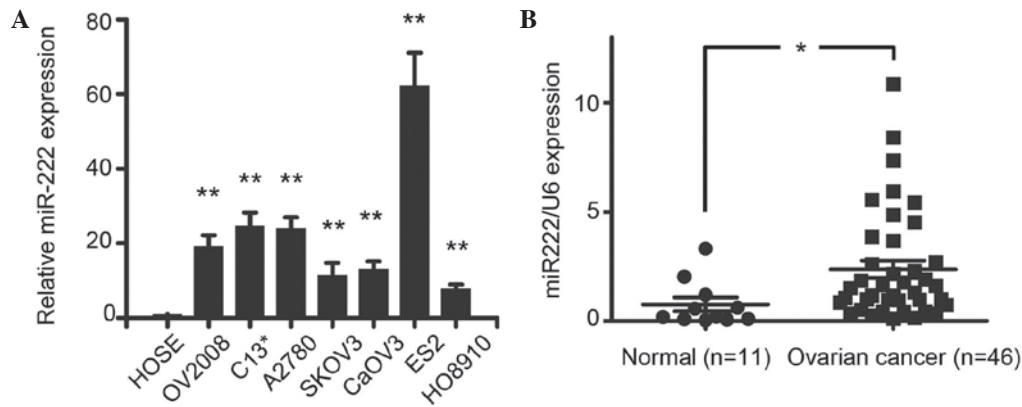 A
Relative miR-222 expression
80
60
40
20
0
**
**
**
**
**
**
**
HOSE
OV2008
C13*
A2780
SKOV3
CaOV3
ES2
HO8910
B
miR2222/U6 expression
10
5
0
*
Normal (n=11)
Ovarian cancer (n=46)